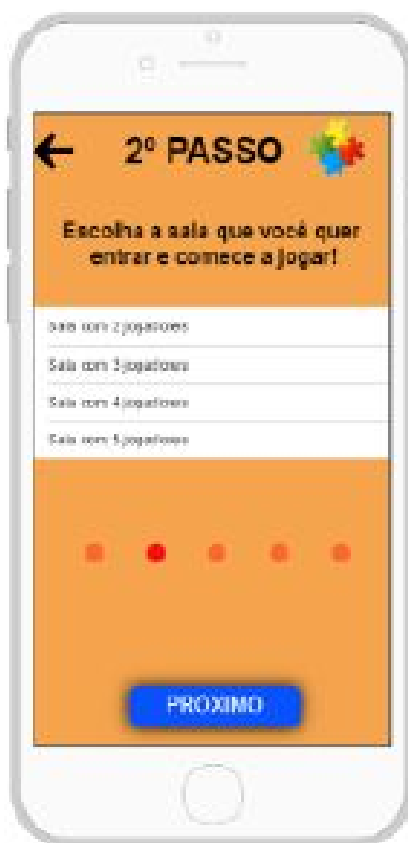 2º PASSO
Escolha a sala que você quer
entrar e comece a jogar!
Sala com 2 jogadores
Sala com 3 jogadores
Sala com 4 jogadores
Sala com 5 jogadores
PROXIMO